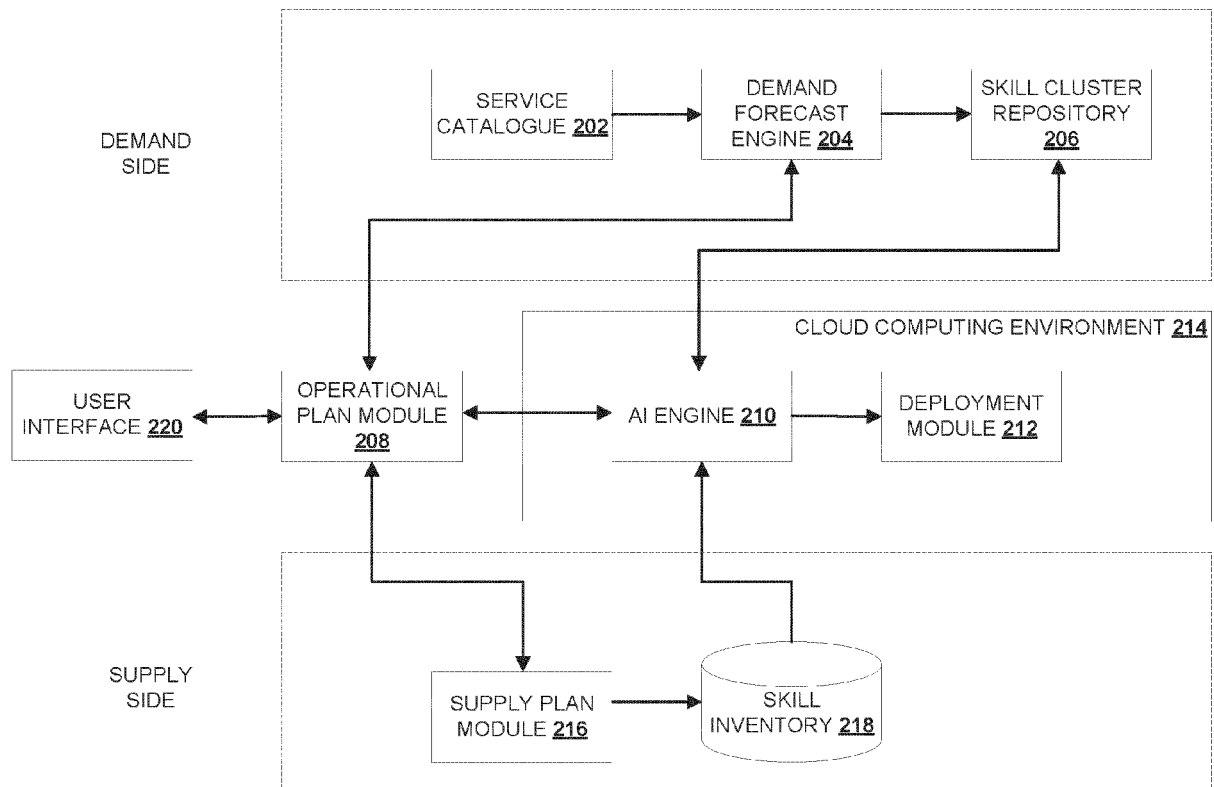 DEMAND
SIDE
SERVICE
CATALOGUE 202
DEMAND
FORECAST
ENGINE 204
SKILL CLUSTER
REPOSITORY
206
CLOUD COMPUTING ENVIRONMENT 214
USER
INTERFACE 220
OPERATIONAL
PLAN MODULE
208
AI ENGINE 210
DEPLOYMENT
MODULE 212
SUPPLY
SIDE
SUPPLY PLAN
MODULE 216
SKILL
INVENTORY 218